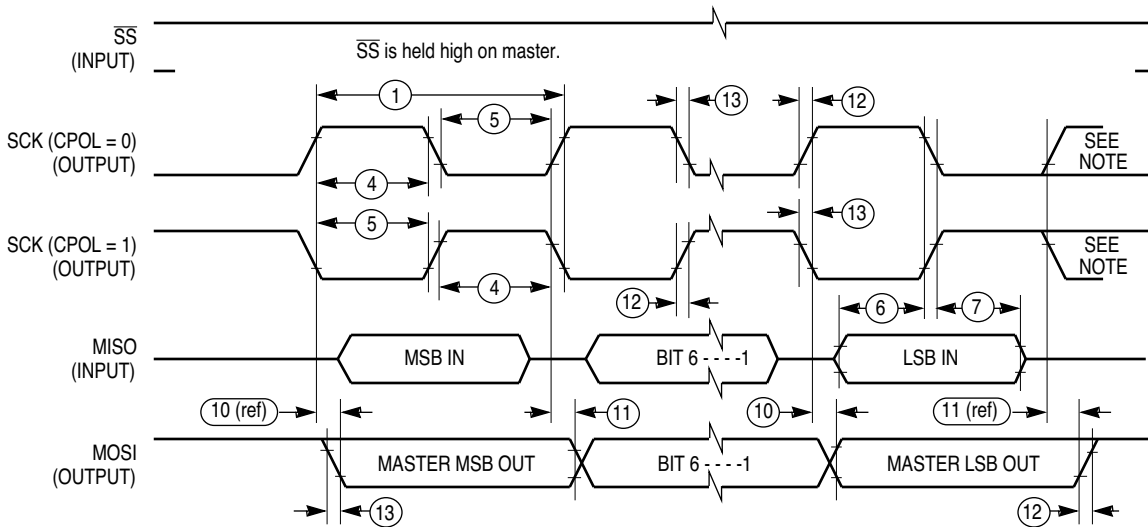 SS
(INPUT)
SS is held high on master.
1
5
13
12
SCK (CPOL = 0)
(OUTPUT)
SEE
NOTE
4
5
13
SCK (CPOL = 1)
(OUTPUT)
SEE
NOTE
4
12
6
7
MISO
(INPUT)
MSB IN
BIT 6 - - - -1
LSB IN
10 (ref)
11
10
11 (ref)
MOSI
(OUTPUT)
MASTER MSB OUT
BIT 6 - - - -1
MASTER LSB OUT
13
12